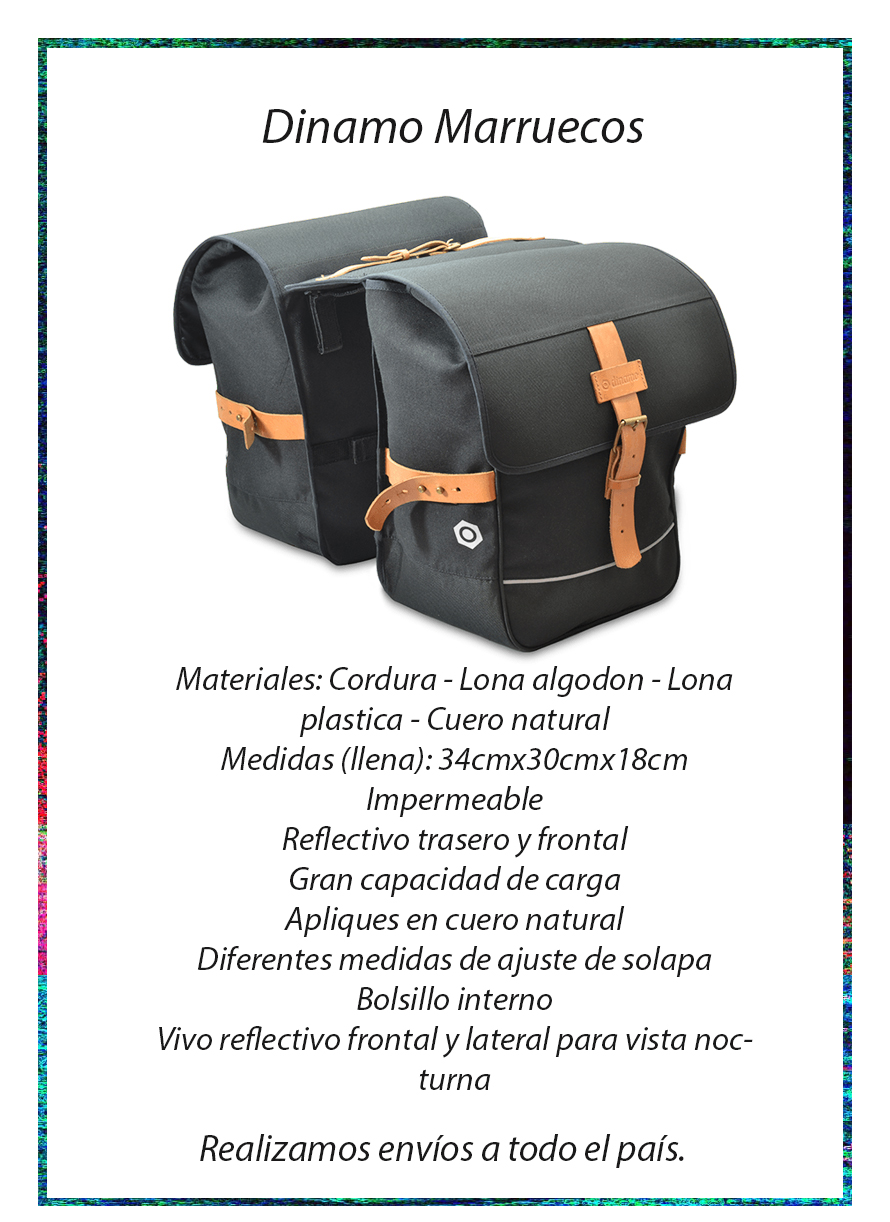 Dinamo Marruecos
dinamo
Materiales: Cordura - Lona algodon - Lona
plastica - Cuero natural
Medidas (llena): 34cmx30cmx18cm
Impermeable
Reflectivo trasero y frontal
Gran capacidad de carga
Apliques en cuero natural
Diferentes medidas de ajuste de solapa
Bolsillo interno
Vivo reflectivo frontal y lateral para vista noc-
turna
Realizamos envíos a todo el país.